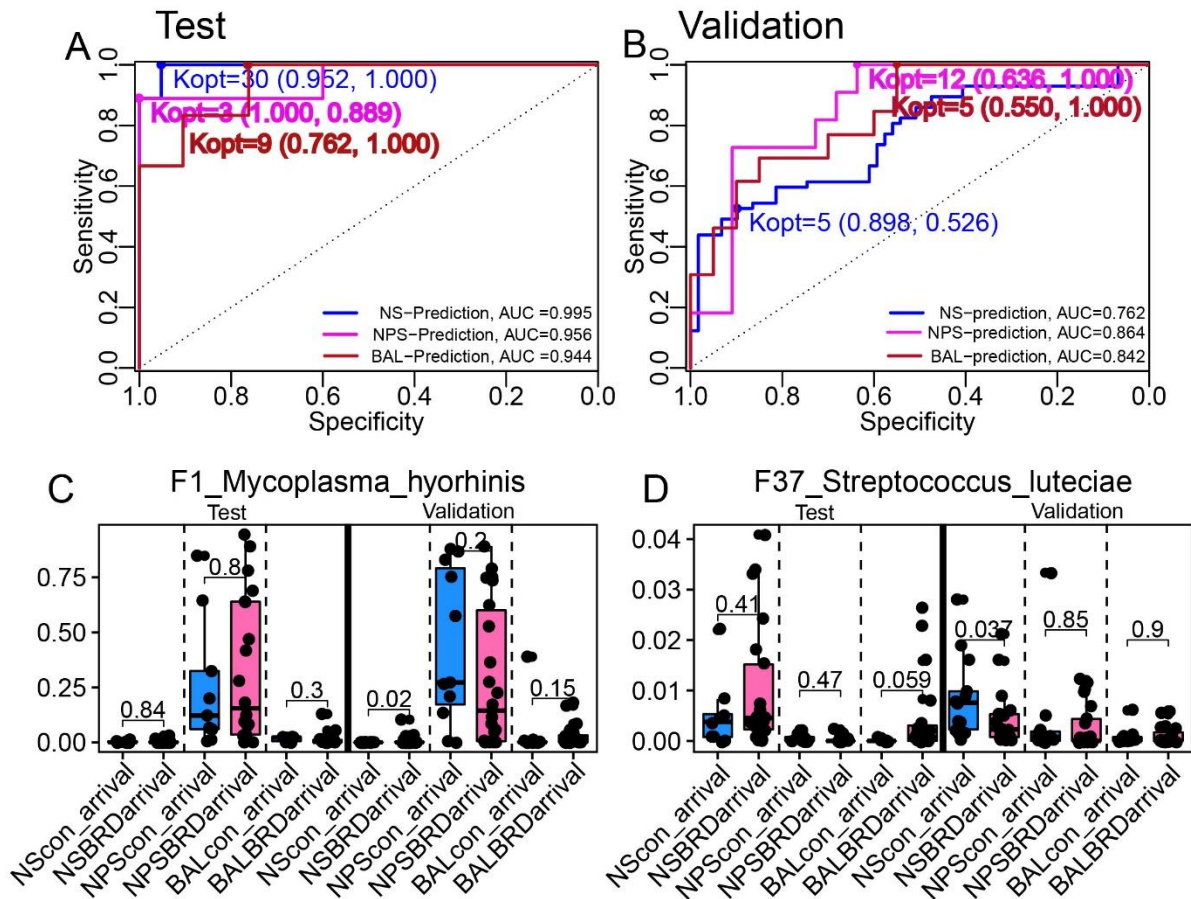 A
Test
B
Validation
Sensitivity
0.0 0.2 0.4 0.6 0.8 1.0
Kopt=30 (0.952, 1.000)
Kopt=3 (1.000, 0.889)
Kopt=9 (0.762, 1.000)
NS-Prediction, AUC =0.995
NPS-Prediction, AUC =0.956
BAL-Prediction, AUC =0.944
1.0 0.8 0.6 0.4 0.2 0.0
Specificity
Sensitivity
0.0 0.2 0.4 0.6 0.8 1.0
Kopt=12 (0.636, 1.000)
Kopt=5 (0.550, 1.000)
Kopt=5 (0.898, 0.526)
NS-prediction, AUC=0.762
NPS-prediction, AUC=0.864
BAL-prediction, AUC=0.842
1.0 0.8 0.6 0.4 0.2 0.0
Specificity
C
F1_Mycoplasma_hyorhinis
Test
Validation
0.75
0.50
0.25
0.00
0.84
0.8
0.3
0.02
0.2
0.15
NScon_arrival
NSBRDarrival
NPScon_arrival
NPSBRDarrival
BALcon_arrival
BALBRDarrival
NScon_arrival
NSBRDarrival
NPScon_arrival
NPSBRDarrival
BALcon_arrival
BALBRDarrival
D
F37_Streptococcus_luteciae
Test
Validation
0.04
0.03
0.02
0.01
0.00
0.41
0.47
0.059
0.037
0.85
0.9
NScon_arrival
NSBRDarrival
NPScon_arrival
NPSBRDarrival
BALcon_arrival
BALBRDarrival
NScon_arrival
NSBRDarrival
NPScon_arrival
NPSBRDarrival
BALcon_arrival
BALBRDarrival